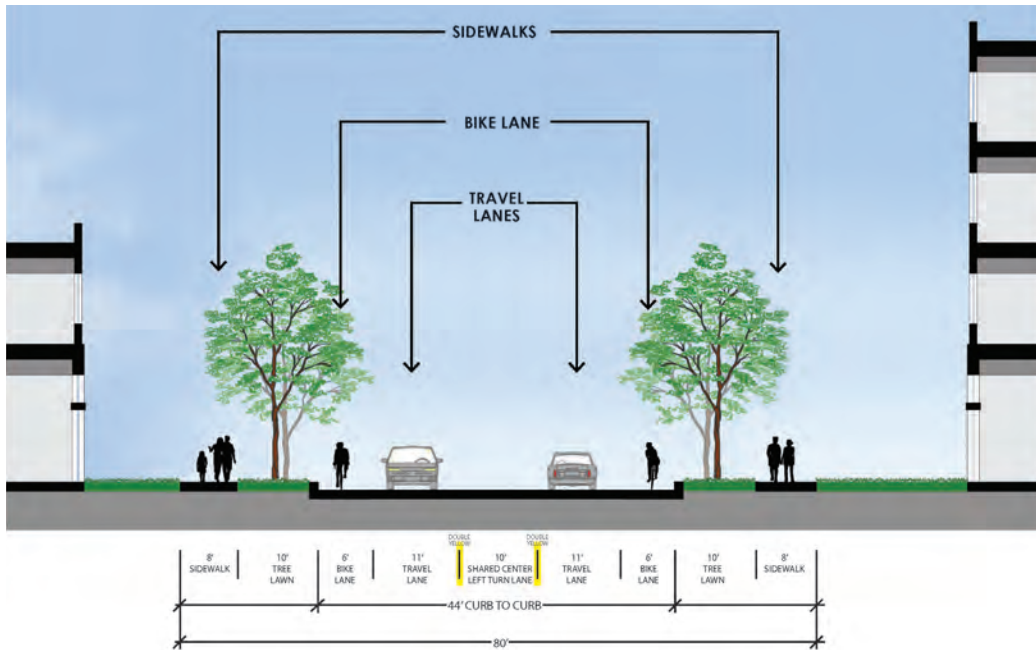 SIDEWALKS
BIKE LANE
TRAVEL
LANES
DOUBLE
YELLOW
DOUBLE
YELLOW
8'
SIDEWALK
10'
TREE
LAWN
6'
BIKE
LANE
11'
TRAVEL
LANE
10'
SHARED CENTER
LEFT TURN LANE
11'
TRAVEL
LANE
6'
BIKE
LANE
10'
TREE
LAWN
8'
SIDEWALK
44' CURB TO CURB
80'